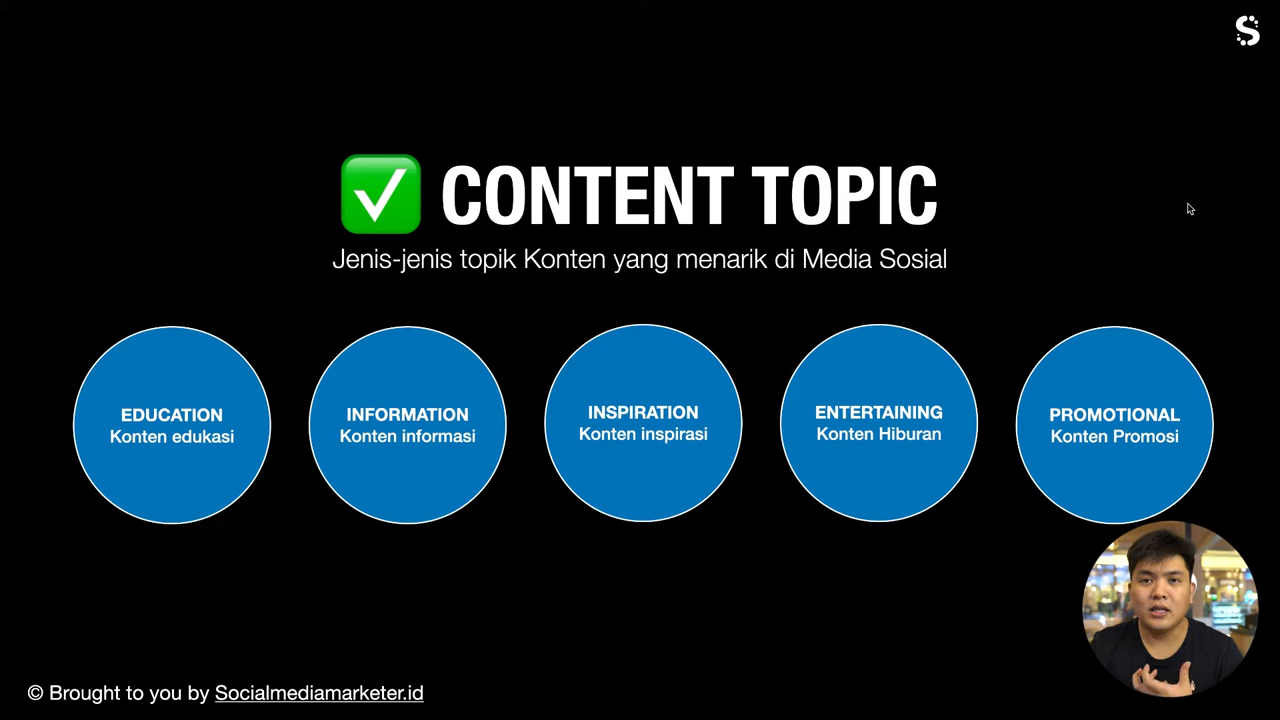 ✅ CONTENT TOPIC
Jenis-jenis topik Konten yang menarik di Media Sosial
EDUCATION
Konten edukasi
INFORMATION
Konten informasi
INSPIRATION
Konten inspirasi
ENTERTAINING
Konten Hiburan
PROMOTIONAL
Konten Promosi
© Brought to you by Socialmediamarketer.id